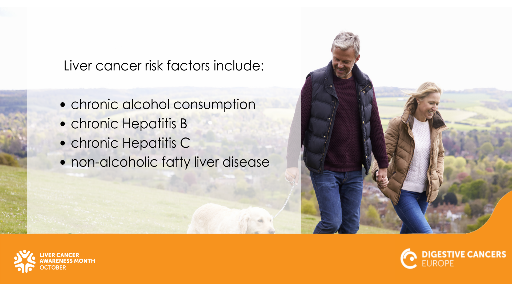 Liver cancer risk factors include:
• chronic alcohol consumption
• chronic Hepatitis B
• chronic Hepatitis C
• non-alcoholic fatty liver disease
LIVER CANCER
AWARENESS MONTH
OCTOBER
DIGESTIVE CANCERS
EUROPE